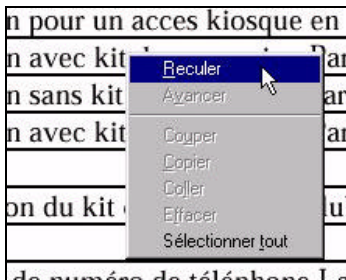 n pour un acces kiosque en
n avec kit
Reculer
Avancer
n sans kit
n avec kit
Couper
Copier
Coller
on du kit
Effacer
Sélectionner tout
de numéro de téléphone